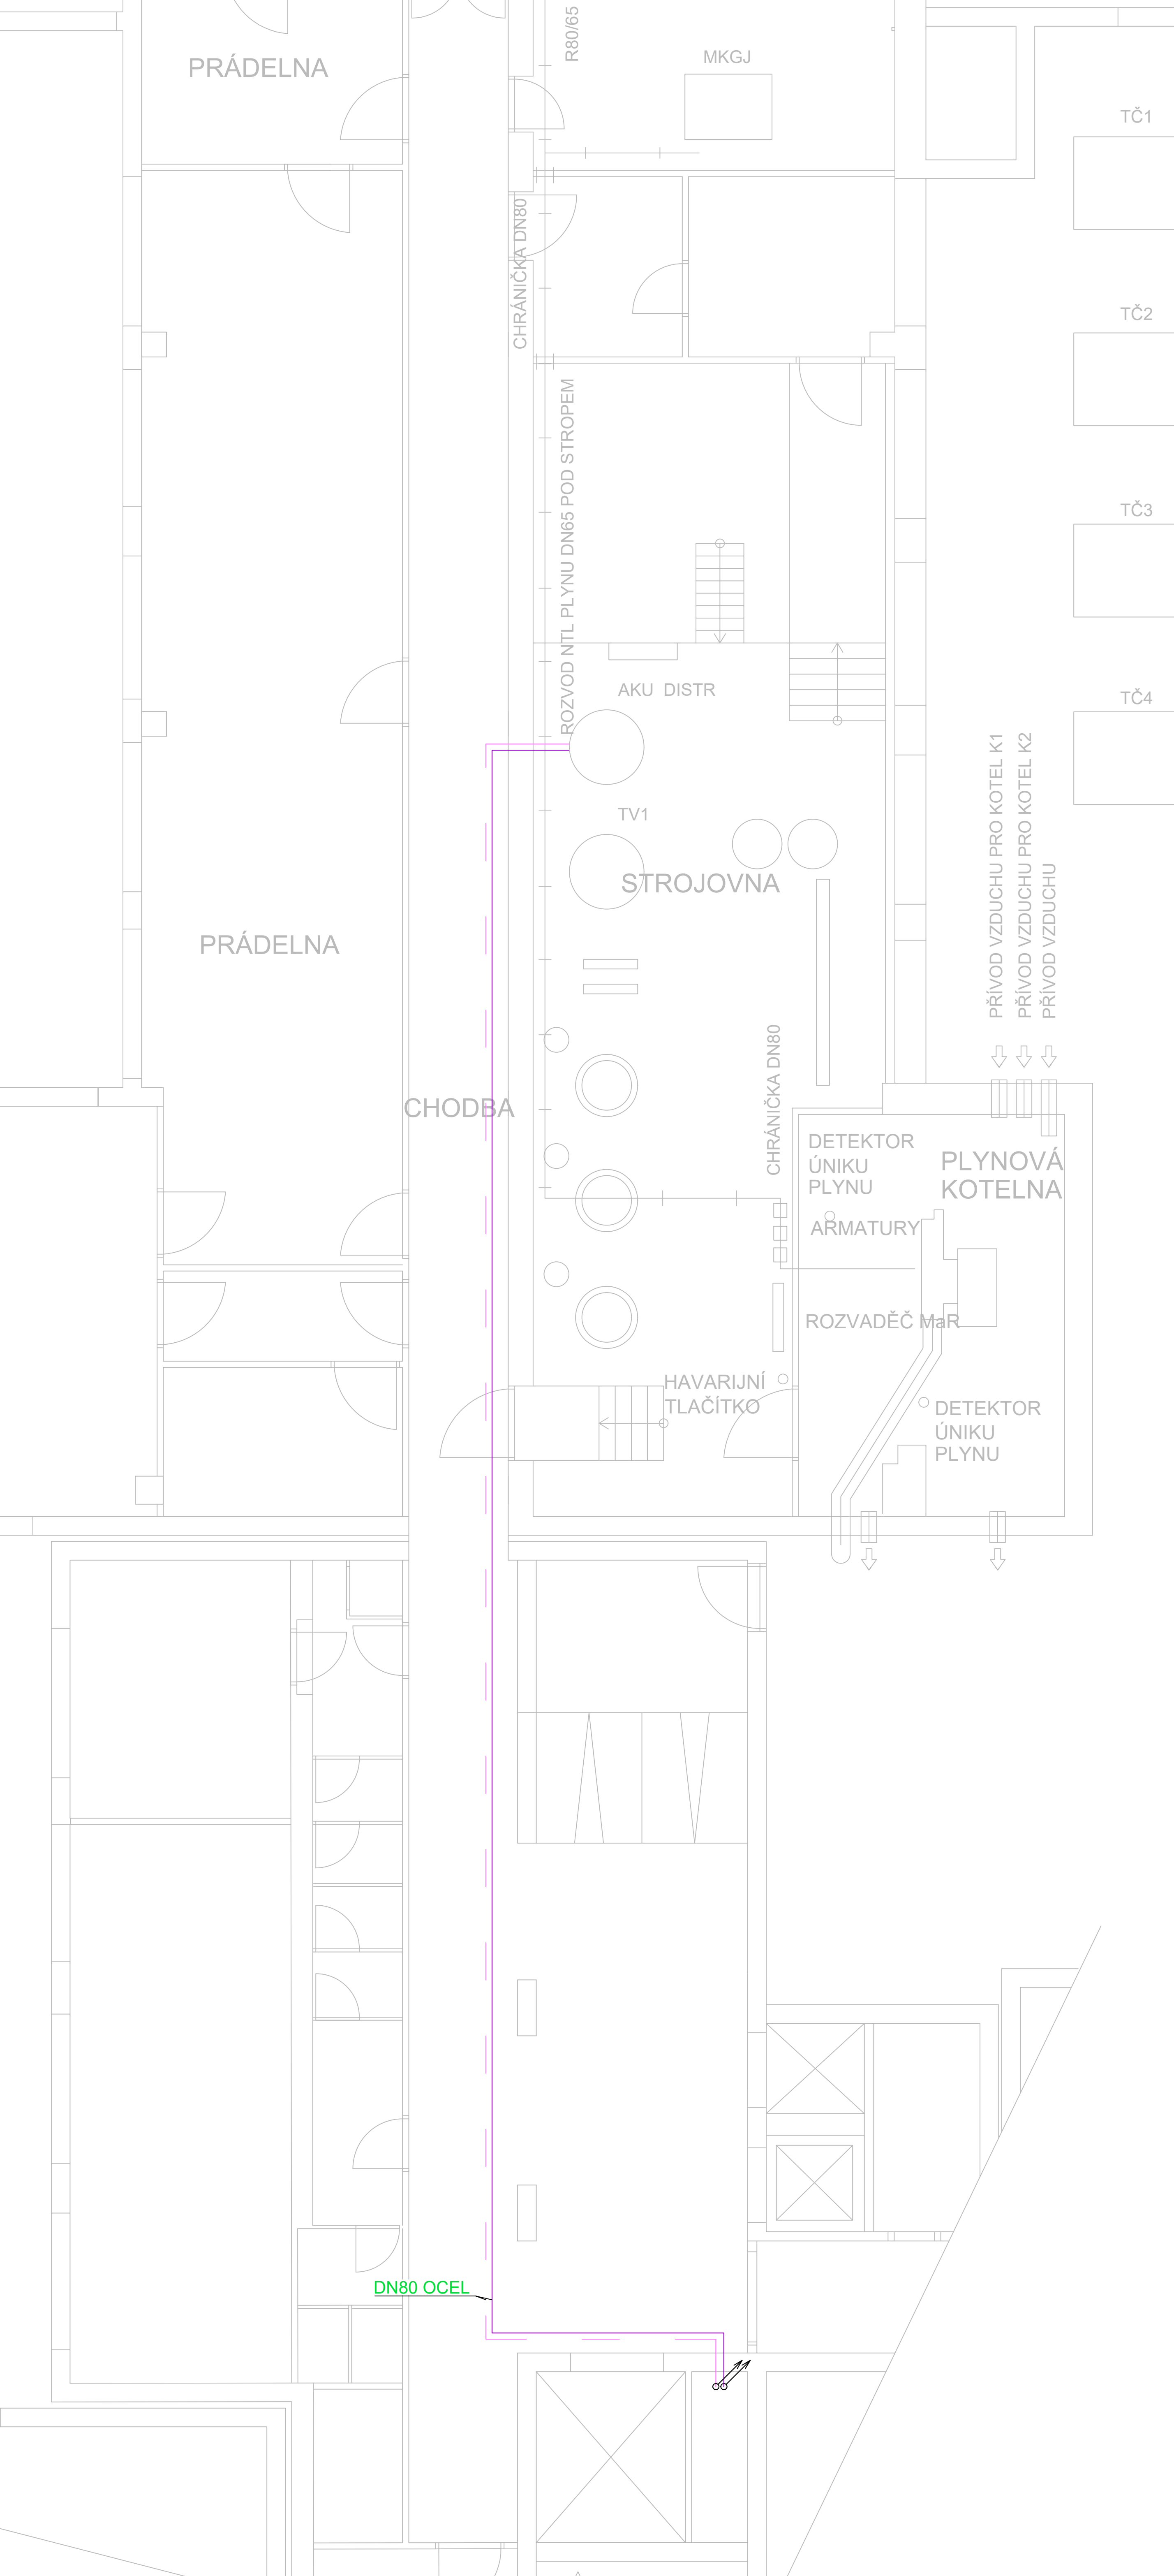 R80/65
MKGJ
PRÁDELNA
TČ1
CHRÁNIČKA DN80
TČ2
ROZVOD NTL PLYNU DN65 POD STROPEM
TČ3
AKU DISTR
TČ4
PŘÍVOD VZDUCHU PRO KOTEL K1
PŘÍVOD VZDUCHU PRO KOTEL K2
PŘÍVOD VZDUCHU
TV1
STROJOVNA
PRÁDELNA
CHRÁNIČKA DN80
CHODBA
DETEKTOR
ÚNIKU
PLYNU
PLYNOVÁ
KOTELNA
ARMATURY
ROZVADĚČ MaR
HAVARIJNÍ
TLAČÍTKO
DETEKTOR
ÚNIKU
PLYNU
DN80 OCEL